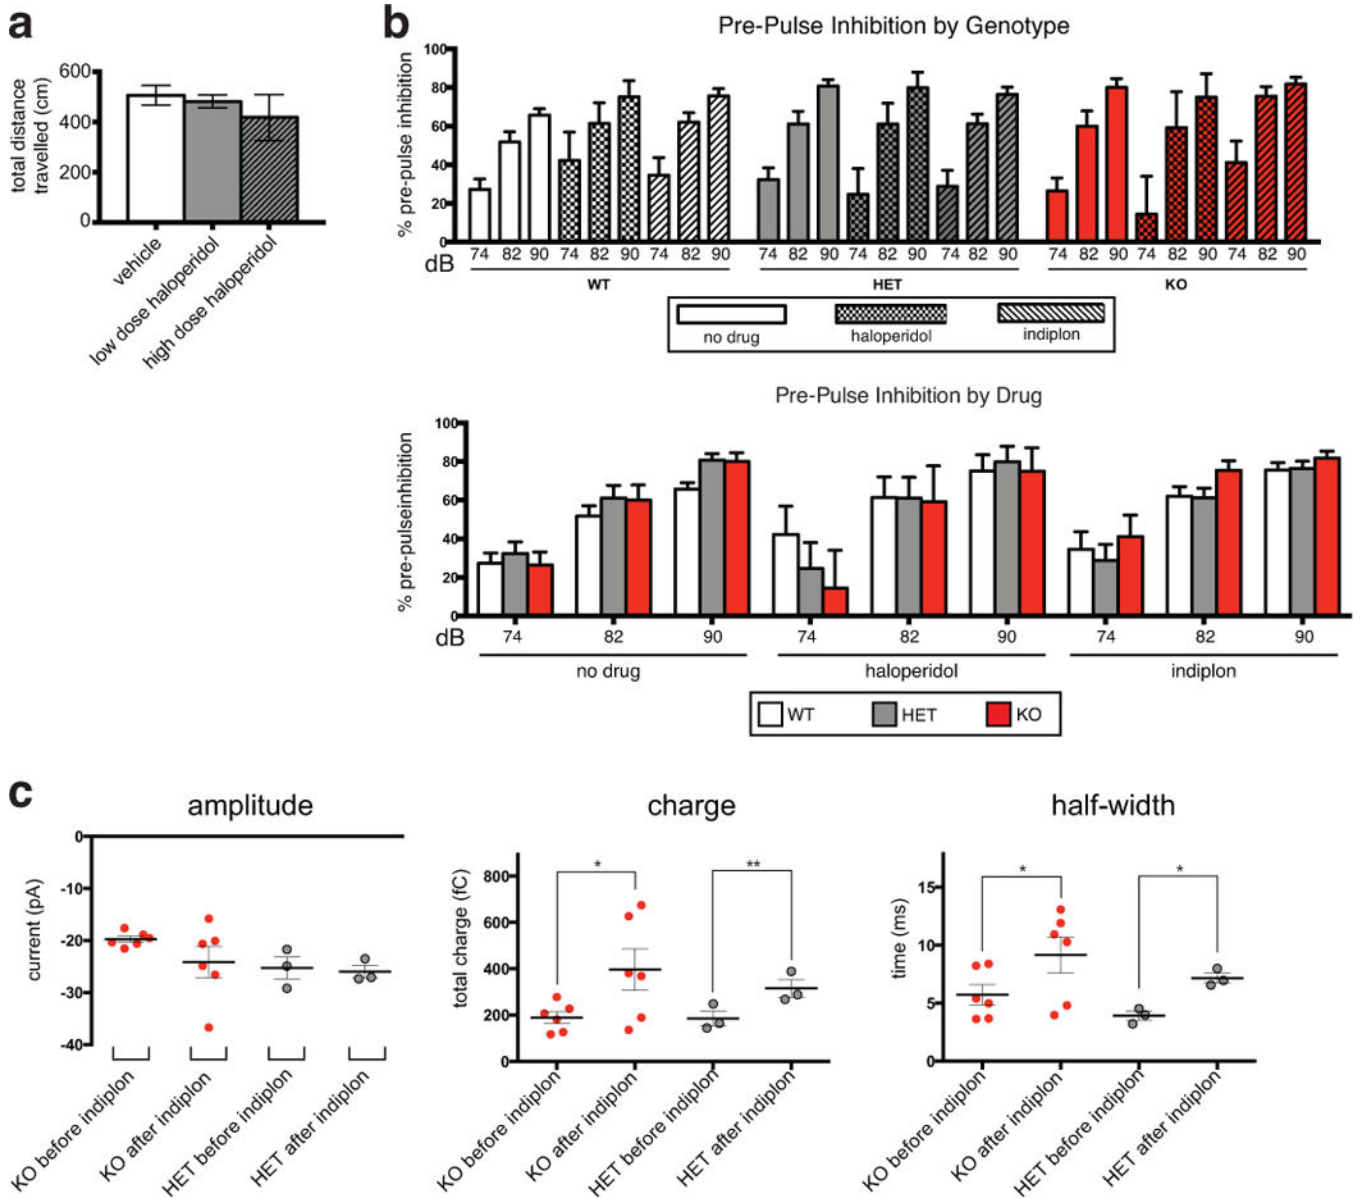 a
total distance
travelled (cm)
600
400
200
0
vehicle
low dose haloperidol
high dose haloperidol
b
Pre-Pulse Inhibition by Genotype
% pre-pulse inhibition
100
80
60
40
20
0
dB
74 82 90 74 82 90 74 82 90
74 82 90 74 82 90 74 82 90
74 82 90 74 82 90 74 82 90
WT
HET
KO
no drug
haloperidol
indiplon
Pre-Pulse Inhibition by Drug
% pre-pulseinhibition
100
80
60
40
20
0
dB
74 82 90 74 82 90 74 82 90
no drug
haloperidol
indiplon
WT
HET
KO
c
amplitude
current (pA)
0
-10
-20
-30
-40
KO before indiplon
KO after indiplon
HET before indiplon
HET after indiplon
charge
total charge (fC)
800
600
400
200
0
*
**
KO before indiplon
KO after indiplon
HET before indiplon
HET after indiplon
half-width
time (ms)
15
10
5
0
*
*
KO before indiplon
KO after indiplon
HET before indiplon
HET after indiplon